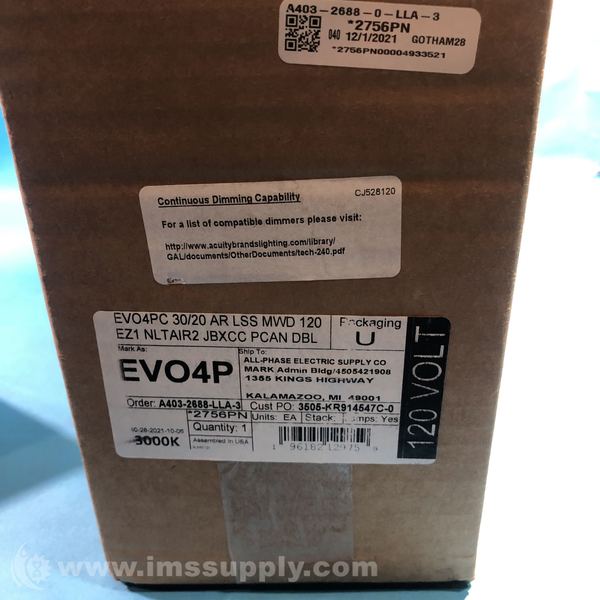 A403-2688-0-LLA-3
*2756PN
040 12/1/2021 GOTHAM28
*2756PN00004933521
Continuous Dimming Capability CJ528120
For a list of compatible dimmers please visit:
http://www.acuitybrandslighting.com/library/
GAL/documents/OtherDocuments/tech-240.pdf
EVO4PC 30/20 AR LSS MWD 120
EZ1 NLTAIR2 JBXCC PCAN DBL
Packaging
U
Mark As:
EVO4P
Ship To:
ALL-PHASE ELECTRIC SUPPLY CO
MARK Admin Bldg/4505421908
1355 KINGS HIGHWAY
KALAMAZOO, MI 49001
Order: A403-2688-LLA-3 Cust PO: 3505-KR914547C-0
*2756PN Units: EA Stock: Lamps: Yes
10-28-2021-10-06
3000K
Quantity: 1
Assembled in USA
120 VOLT
© www.imssupply.com